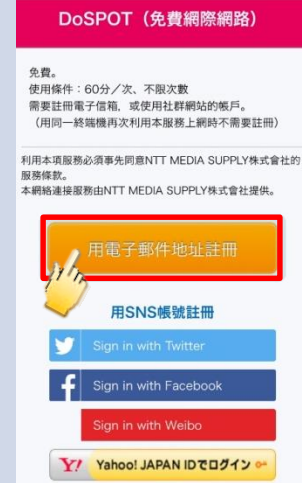 DoSPOT（免費網際網路）
免費。
使用條件：60分／次、不限次數
需要註冊電子信箱，或使用社群網站的帳戶。
（用同一終端機再次利用本服務上網時不需要註冊）
利用本項服務必須事先同意NTT MEDIA SUPPLY株式會社的
服務條款。
本網絡連接服務由NTT MEDIA SUPPLY株式會社提供。
用電子郵件地址註冊
用SNS帳號註冊
Sign in with Twitter
f Sign in with Facebook
Sign in with Weibo
Y! Yahoo! JAPAN IDでログイン